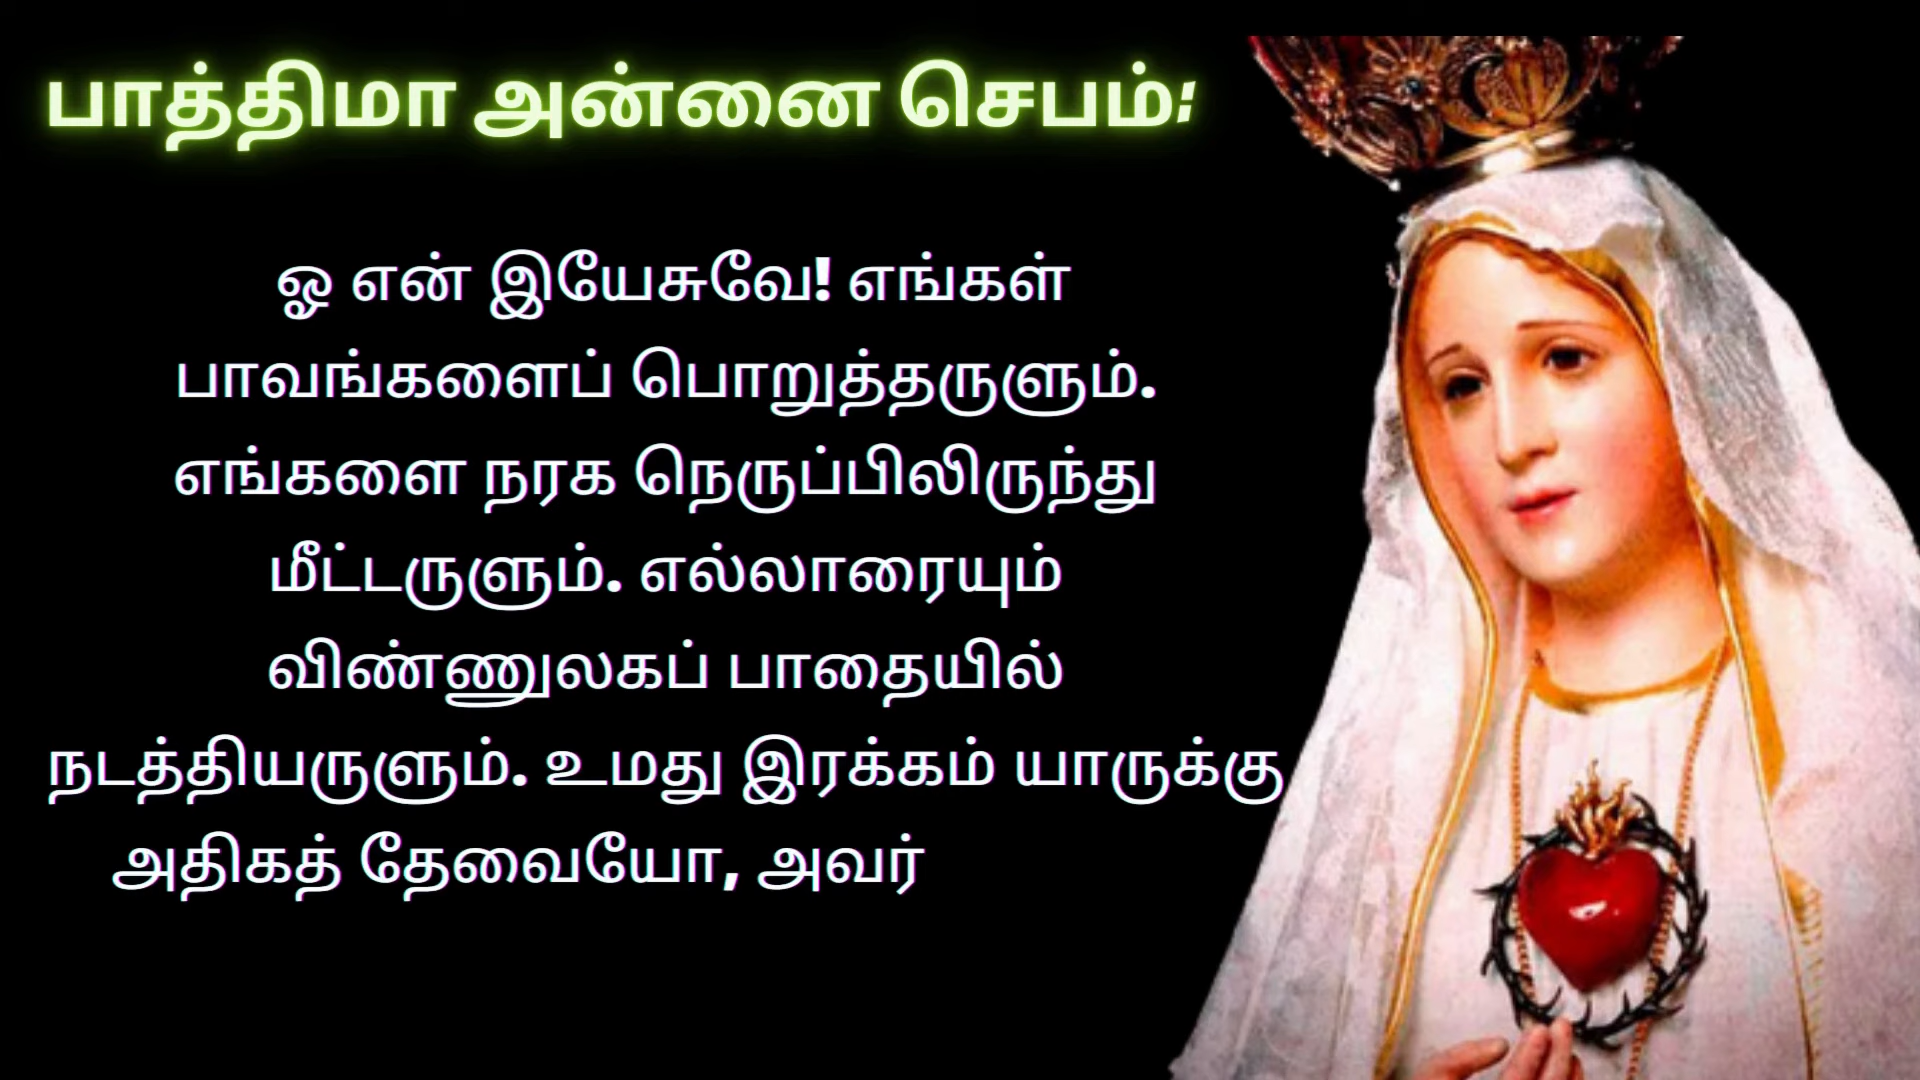 பாத்திமா அன்னை செபம்:
ஓ என் இயேசுவே! எங்கள்
பாவங்களைப் பொறுத்தருளும்.
எங்களை நரக நெருப்பிலிருந்து
மீட்டருளும். எல்லாரையும்
விண்ணுலகப் பாதையில்
நடத்தியருளும். உமது இரக்கம் யாருக்கு
அதிகத் தேவையோ, அவர்